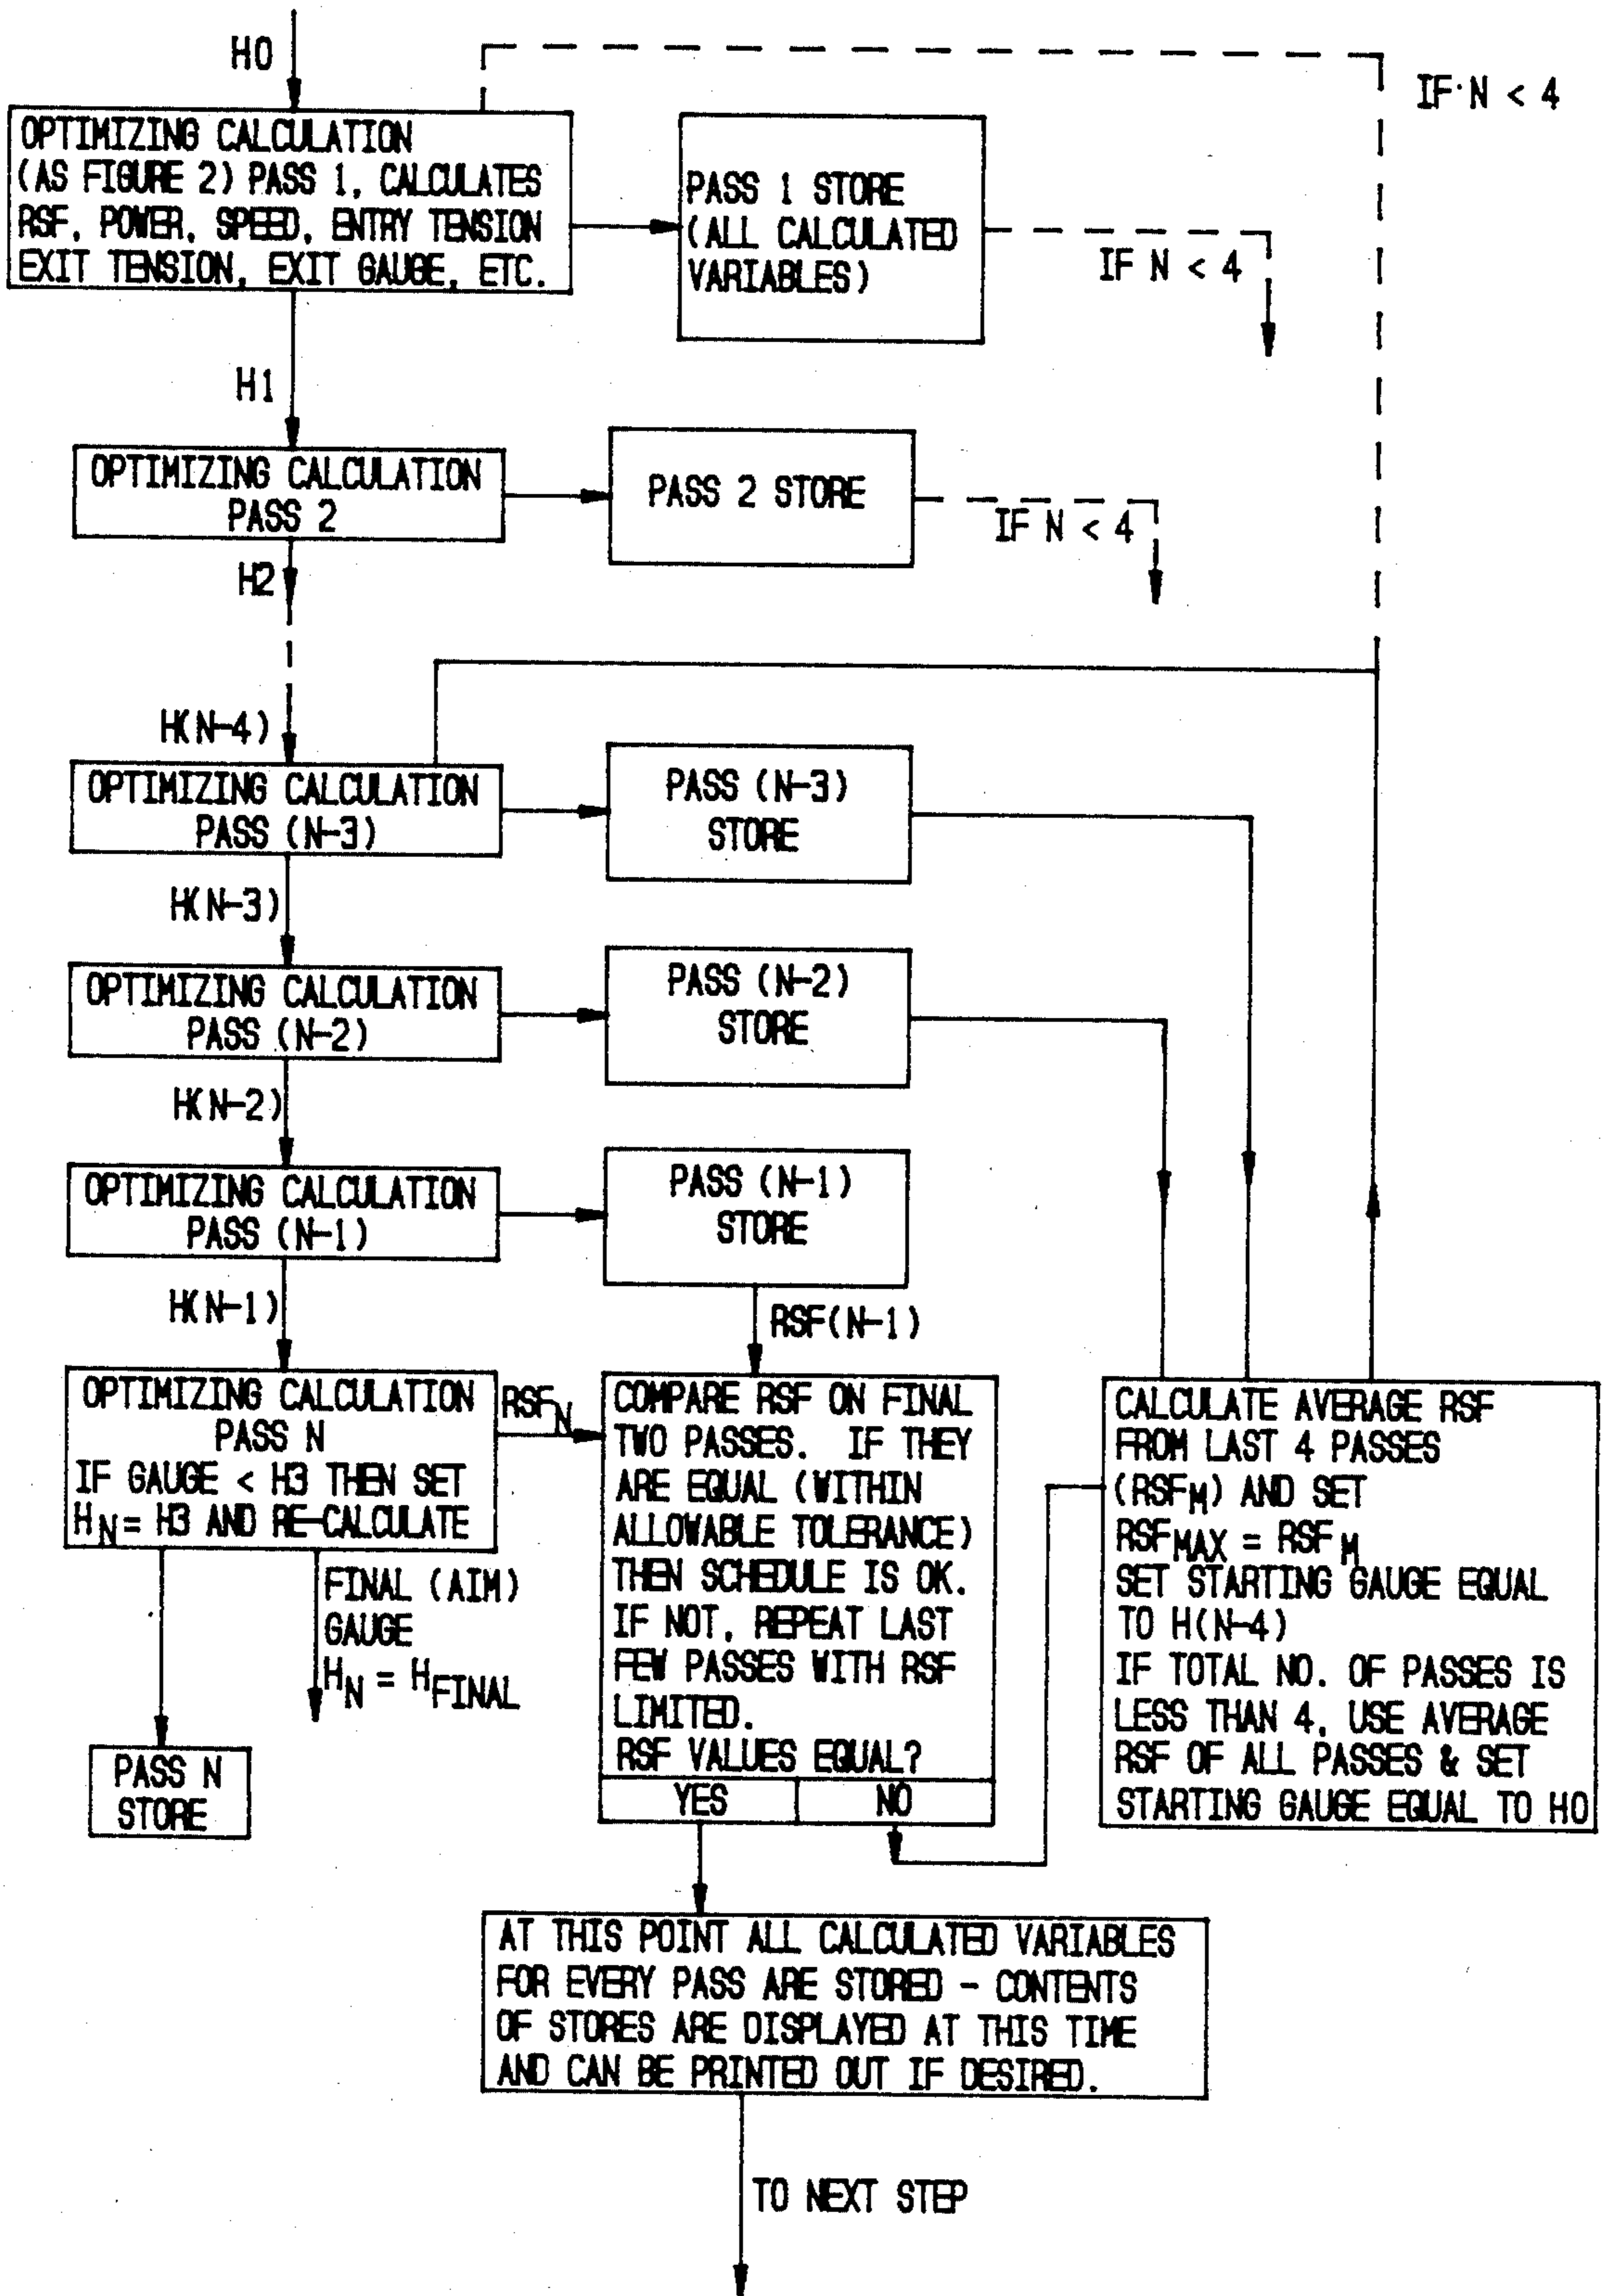 H0
IF N < 4
OPTIMIZING CALCULATION
(AS FIGURE 2) PASS 1, CALCULATES
RSF, POWER, SPEED, ENTRY TENSION
EXIT TENSION, EXIT GAUGE, ETC.
PASS 1 STORE
(ALL CALCULATED
VARIABLES)
IF N < 4
H1
OPTIMIZING CALCULATION
PASS 2
PASS 2 STORE
IF N < 4
H2
H(N-4)
OPTIMIZING CALCULATION
PASS (N-3)
PASS (N-3)
STORE
H(N-3)
OPTIMIZING CALCULATION
PASS (N-2)
PASS (N-2)
STORE
H(N-2)
OPTIMIZING CALCULATION
PASS (N-1)
PASS (N-1)
STORE
H(N-1)
RSF(N-1)
OPTIMIZING CALCULATION
PASS N
IF GAUGE < H3 THEN SET
HN = H3 AND RE-CALCULATE
RSFN
COMPARE RSF ON FINAL
TWO PASSES. IF THEY
ARE EQUAL (WITHIN
ALLOWABLE TOLERANCE)
THEN SCHEDULE IS OK.
IF NOT, REPEAT LAST
FEW PASSES WITH RSF
LIMITED.
RSF VALUES EQUAL?
YES
NO
CALCULATE AVERAGE RSF
FROM LAST 4 PASSES
(RSFM) AND SET
RSFMAX = RSFM
SET STARTING GAUGE EQUAL
TO H(N-4)
IF TOTAL NO. OF PASSES IS
LESS THAN 4, USE AVERAGE
RSF OF ALL PASSES & SET
STARTING GAUGE EQUAL TO H0
FINAL (AIM)
GAUGE
HN = HFINAL
PASS N
STORE
AT THIS POINT ALL CALCULATED VARIABLES
FOR EVERY PASS ARE STORED - CONTENTS
OF STORES ARE DISPLAYED AT THIS TIME
AND CAN BE PRINTED OUT IF DESIRED.
TO NEXT STEP